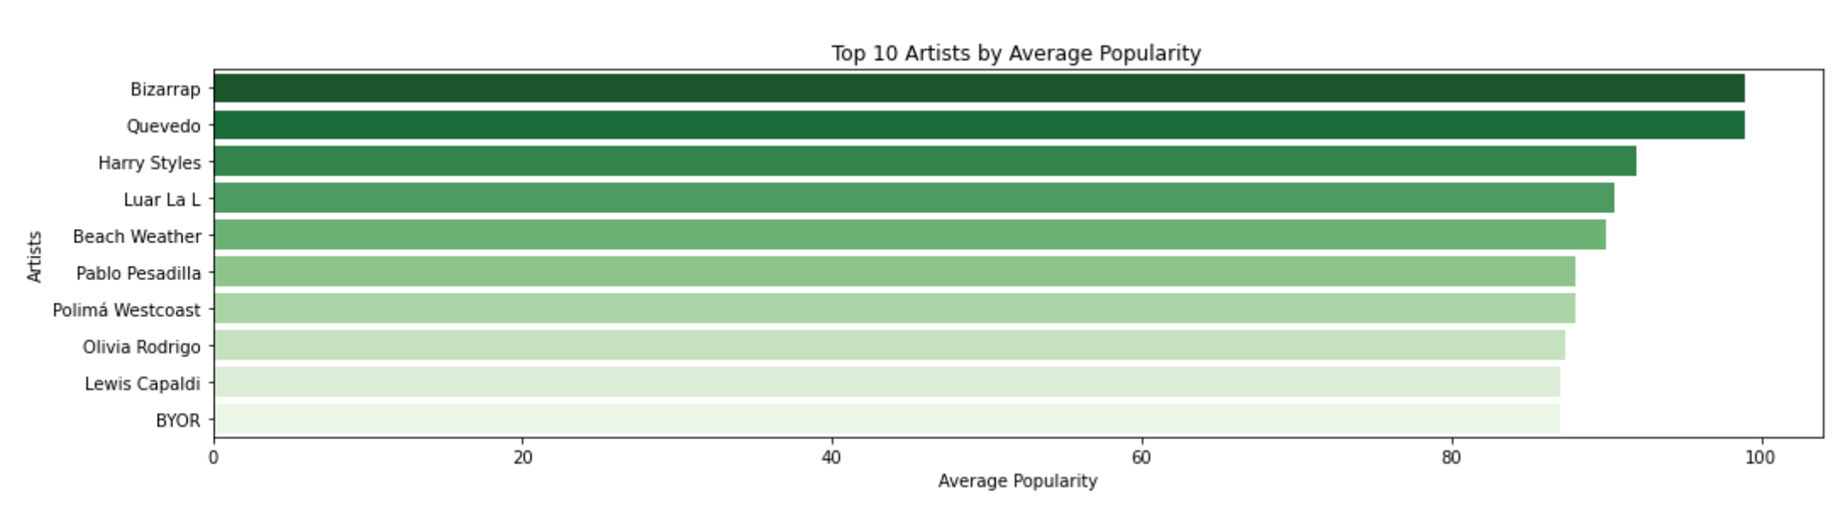 Top 10 Artists by Average Popularity
Bizarrap
Quevedo
Harry Styles
Luar La L
Beach Weather
Pablo Pesadilla
Polimá Westcoast
Olivia Rodrigo
Lewis Capaldi
BYOR
Artists
0 20 40 60 80 100
Average Popularity